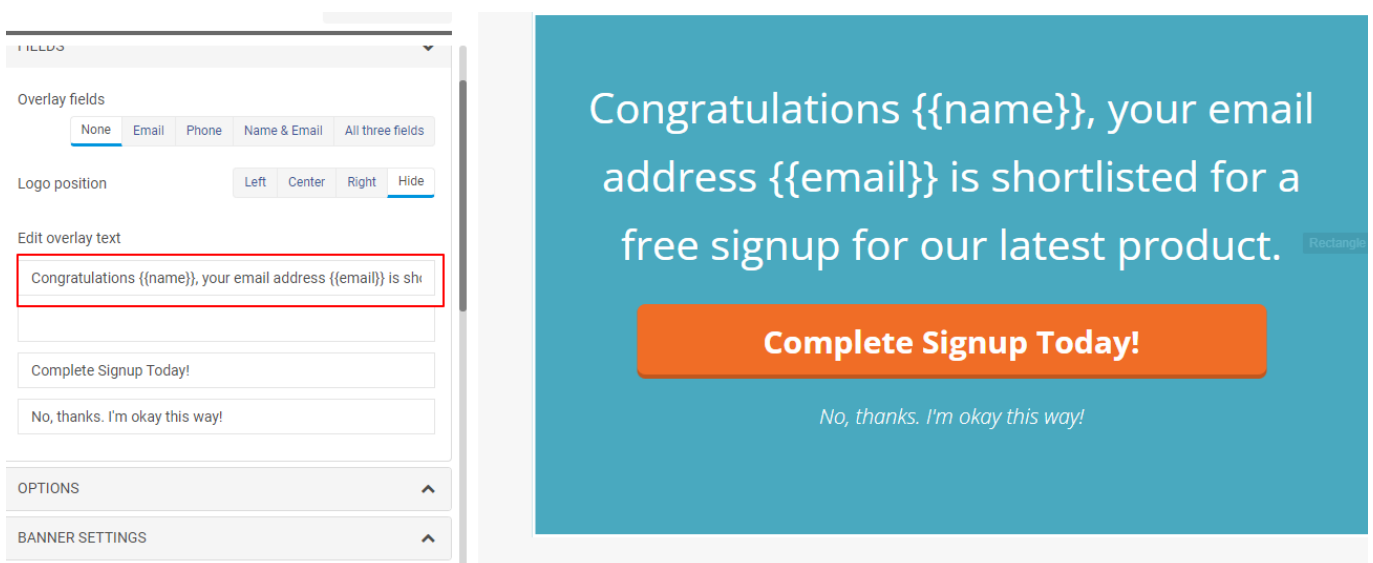 FIELDS
Overlay fields
None Email Phone Name & Email All three fields
Logo position
Left Center Right Hide
Edit overlay text
Congratulations {{name}}, your email address {{email}} is sho
Complete Signup Today!
No, thanks. I'm okay this way!
OPTIONS
BANNER SETTINGS
Congratulations {{name}}, your email
address {{email}} is shortlisted for a
free signup for our latest product.
Rectangle
Complete Signup Today!
No, thanks. I'm okay this way!